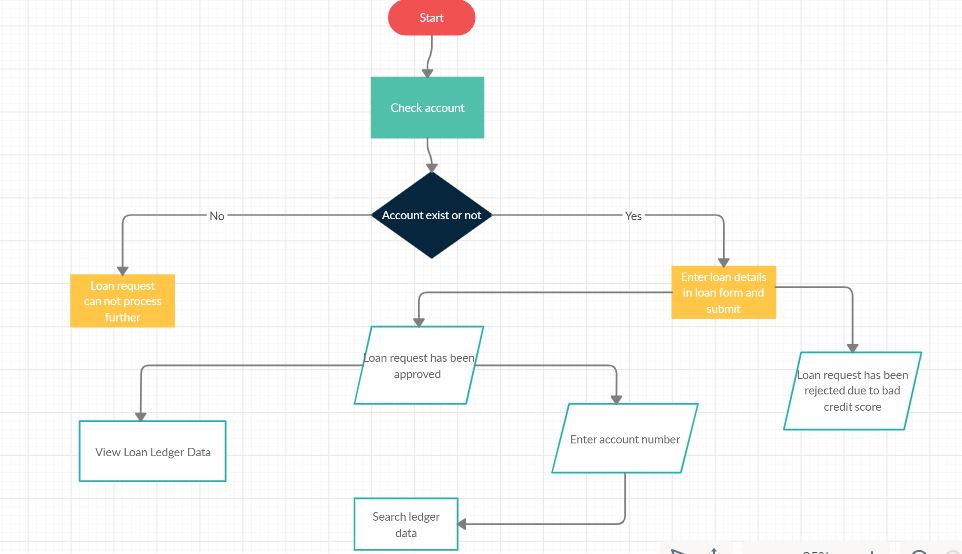 Start
Check account
Account exist or not
No
Yes
Loan request
can not process
further
Enter loan details
in loan form and
submit
Loan request has been
approved
Loan request has been
rejected due to bad
credit score
View Loan Ledger Data
Enter account number
Search ledger
data